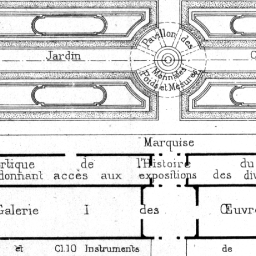 Pavillon des
Jardin
Monnaies
Poids et Mesures
Marquise
rtique de l'Histoire du
donnant accès aux expositions des div
Galerie I des Œuvre
et Cl.10 Instruments de